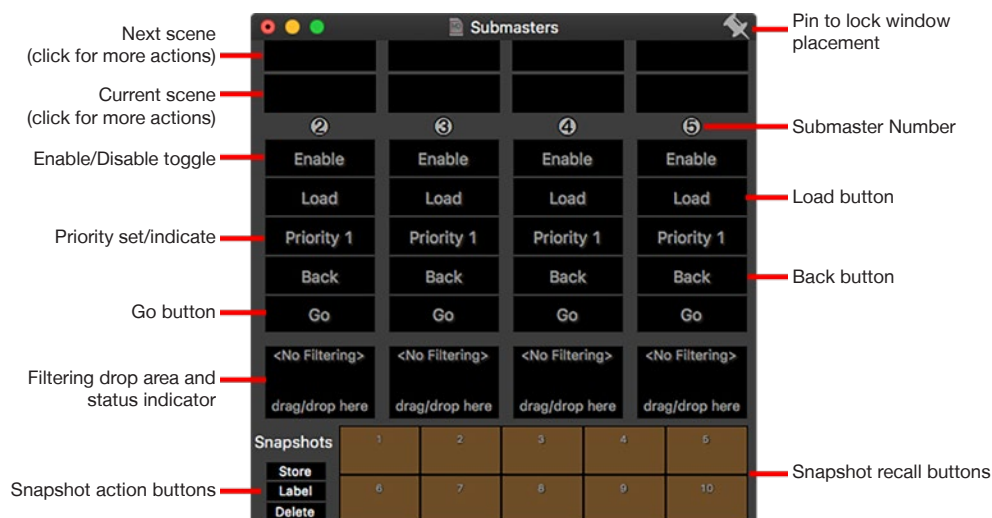 Submasters
Pin to lock window
placement
Next scene
(click for more actions)
Current scene
(click for more actions)
2 3 4 5
Submaster Number
Enable/Disable toggle
Enable Enable Enable Enable
Load Load Load Load
Load button
Priority set/indicate
Priority 1 Priority 1 Priority 1 Priority 1
Back Back Back Back
Back button
Go button
Go Go Go Go
<No Filtering> <No Filtering> <No Filtering> <No Filtering>
Filtering drop area and
status indicator
drag/drop here drag/drop here drag/drop here drag/drop here
Snapshots
1 2 3 4 5
Snapshot recall buttons
Snapshot action buttons
Store
Label
Delete
6 7 8 9 10